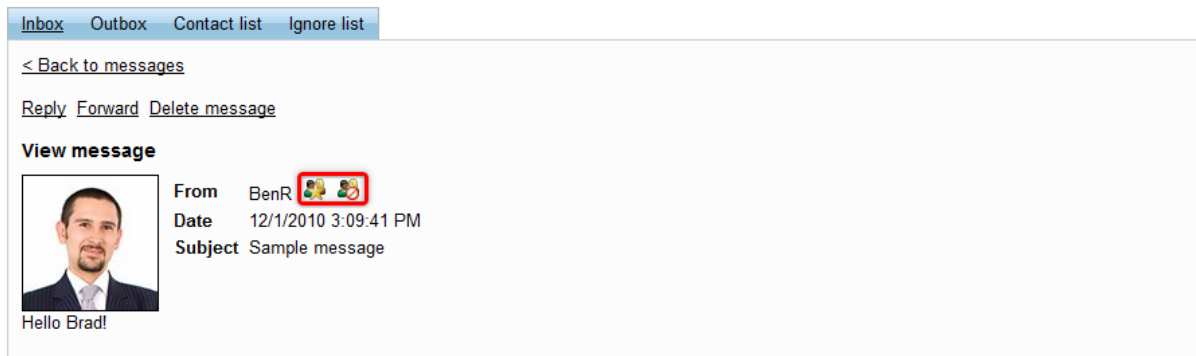 Inbox Outbox Contact list Ignore list
< Back to messages
Reply Forward Delete message
View message
From BenR
Date 12/1/2010 3:09:41 PM
Subject Sample message
Hello Brad!